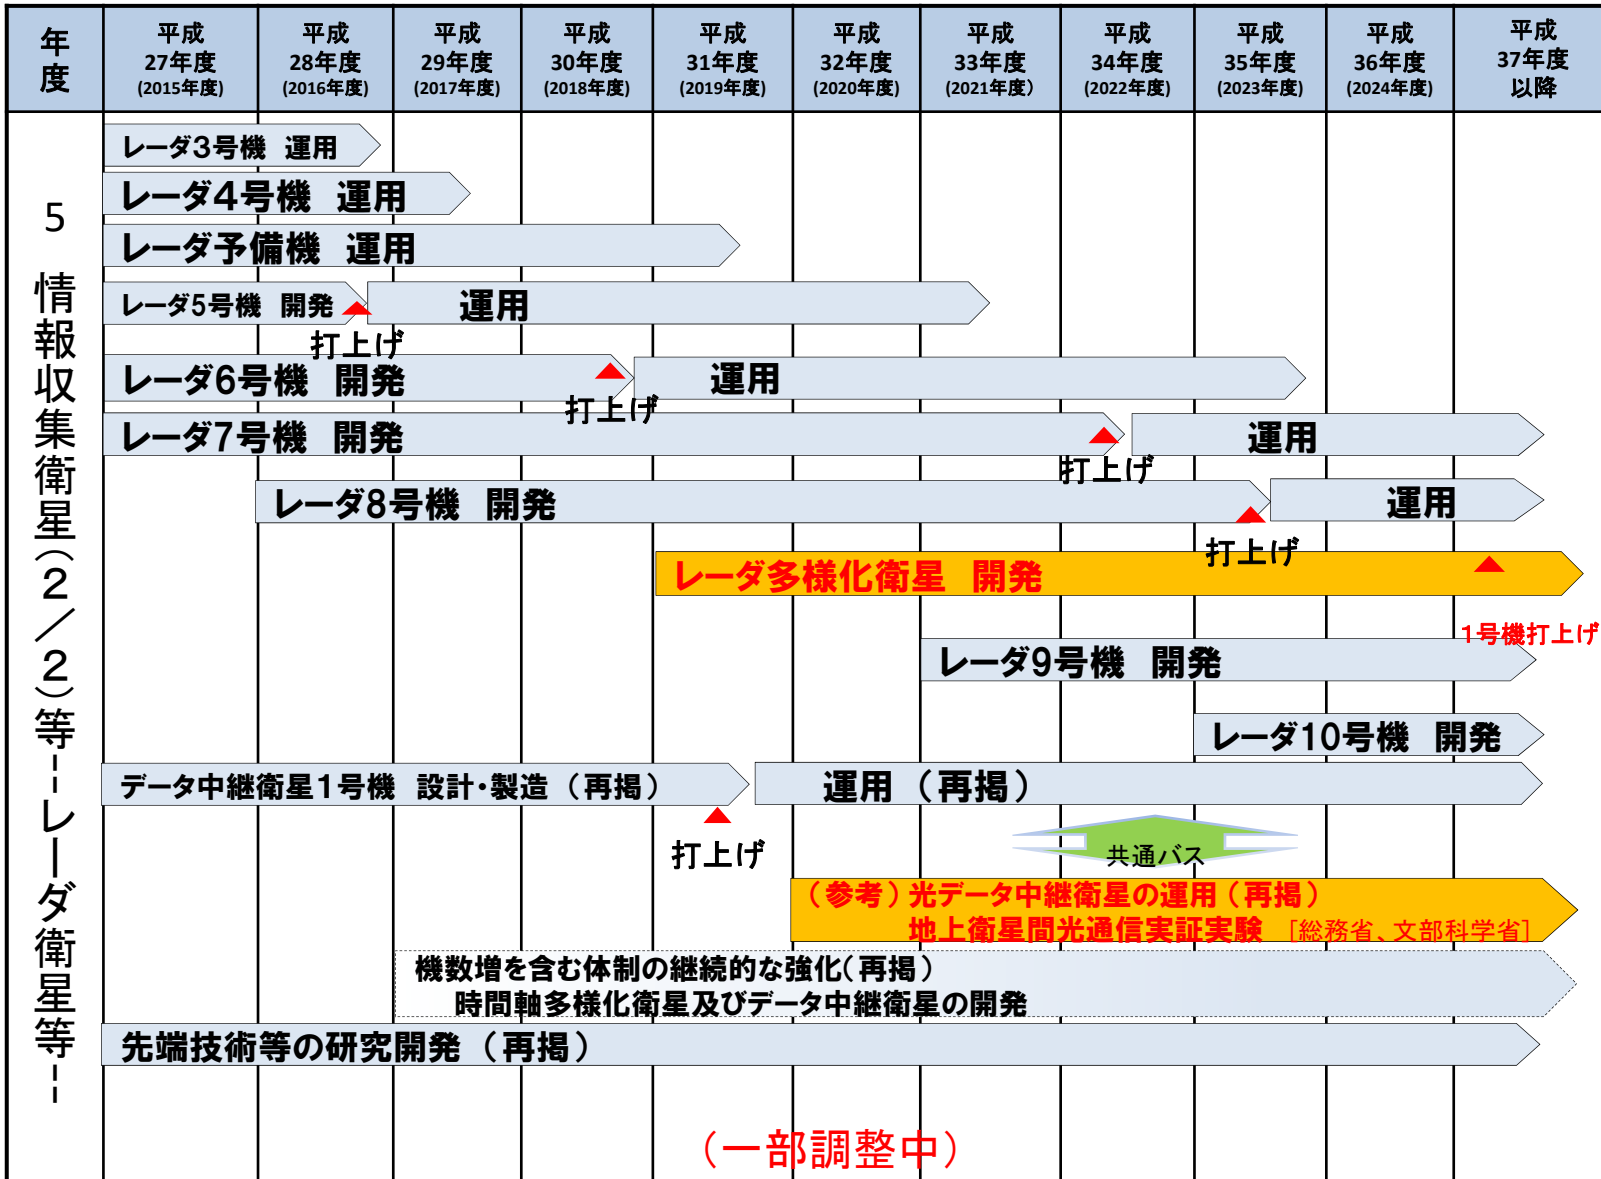 年度
平成
27年度
(2015年度)
平成
28年度
(2016年度)
平成
29年度
(2017年度)
平成
30年度
(2018年度)
平成
31年度
(2019年度)
平成
32年度
(2020年度)
平成
33年度
(2021年度)
平成
34年度
(2022年度)
平成
35年度
(2023年度)
平成
36年度
(2024年度)
平成
37年度
以降
5 情報収集衛星(2/2)等--レーダ衛星等--
レーダ3号機 運用
レーダ4号機 運用
レーダ予備機 運用
レーダ5号機 開発
運用
打上げ
レーダ6号機 開発
運用
打上げ
レーダ7号機 開発
運用
打上げ
レーダ8号機 開発
運用
打上げ
レーダ多様化衛星 開発
1号機打上げ
レーダ9号機 開発
レーダ10号機 開発
データ中継衛星1号機 設計・製造(再掲)
運用(再掲)
打上げ
共通バス
(参考)光データ中継衛星の運用(再掲)
地上衛星間光通信実証実験 [総務省、文部科学省]
機数増を含む体制の継続的な強化(再掲)
時間軸多様化衛星及びデータ中継衛星の開発
先端技術等の研究開発(再掲)
(一部調整中)